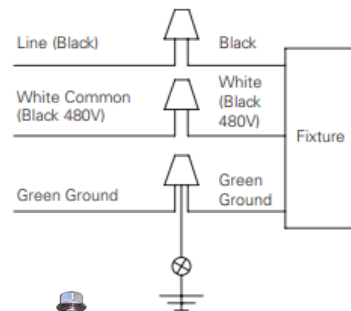 Line (Black)
Black
White Common
(Black 480V)
White
(Black
480V)
Fixture
Green Ground
Green
Ground